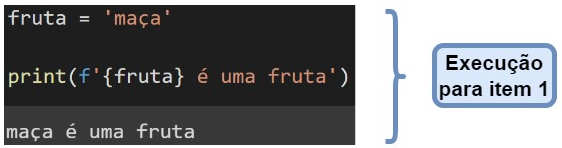 fruta = 'maça'
print(f'{fruta} é uma fruta')
maça é uma fruta
Execução
para item 1